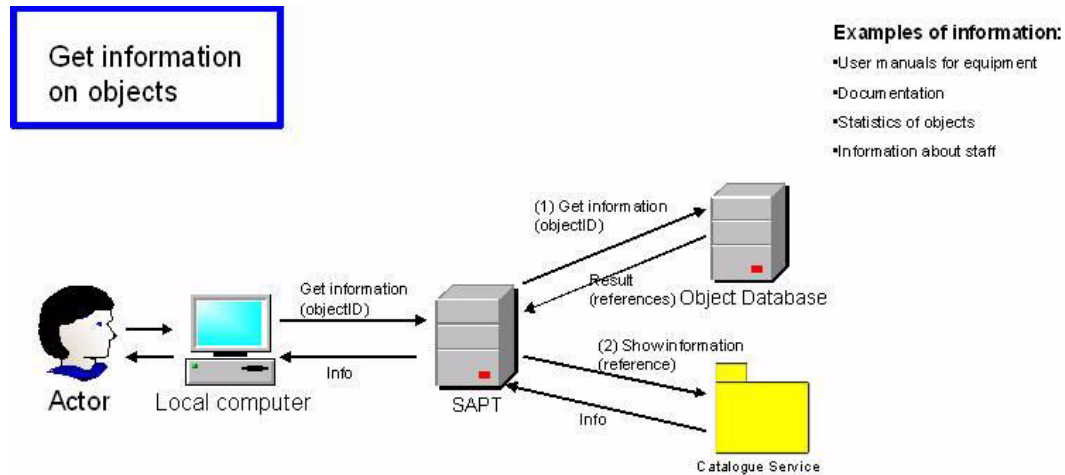 Get information
on objects
Examples of information:
▪User manuals for equipment
▪Documentation
▪Statistics of objects
▪Information about staff
(1) Get information
(objectID)
Result
(references)
Object Database
Get information
(objectID)
(2) Show information
(reference)
Info
Info
Actor
Local computer
SAPT
Catalogue Service